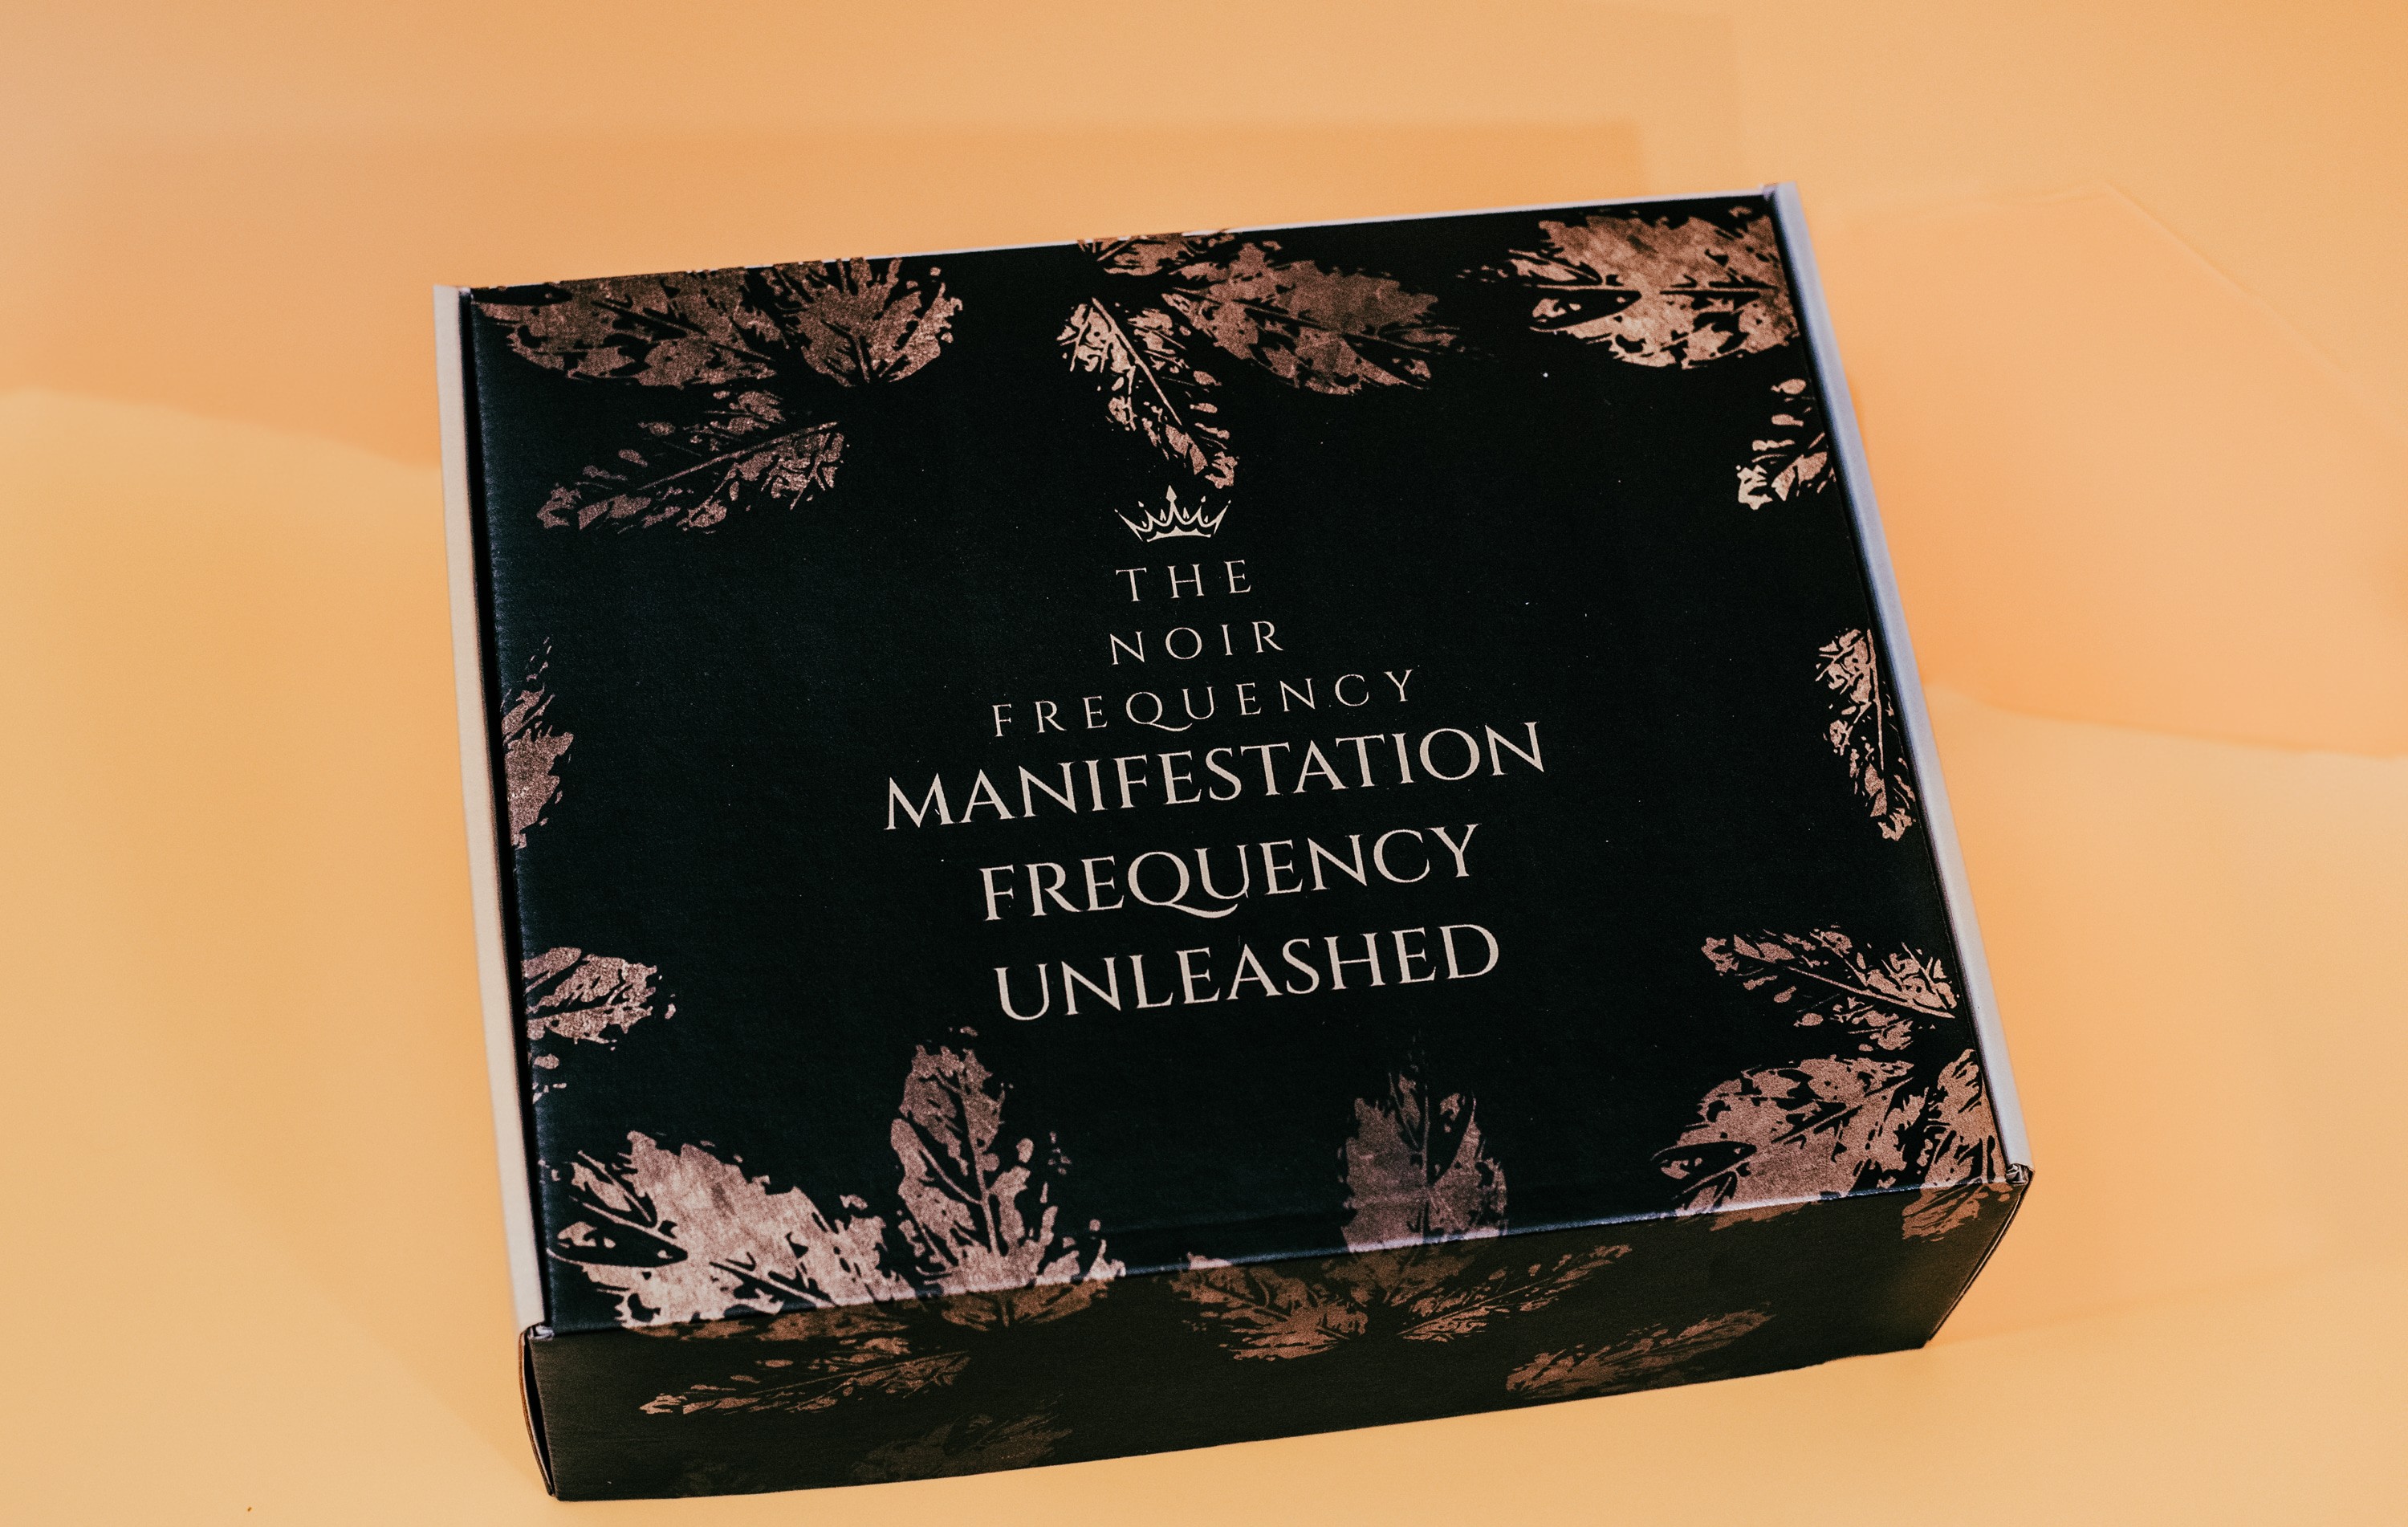 THE
NOIR
FREQUENCY
MANIFESTATION
FREQUENCY
UNLEASHED